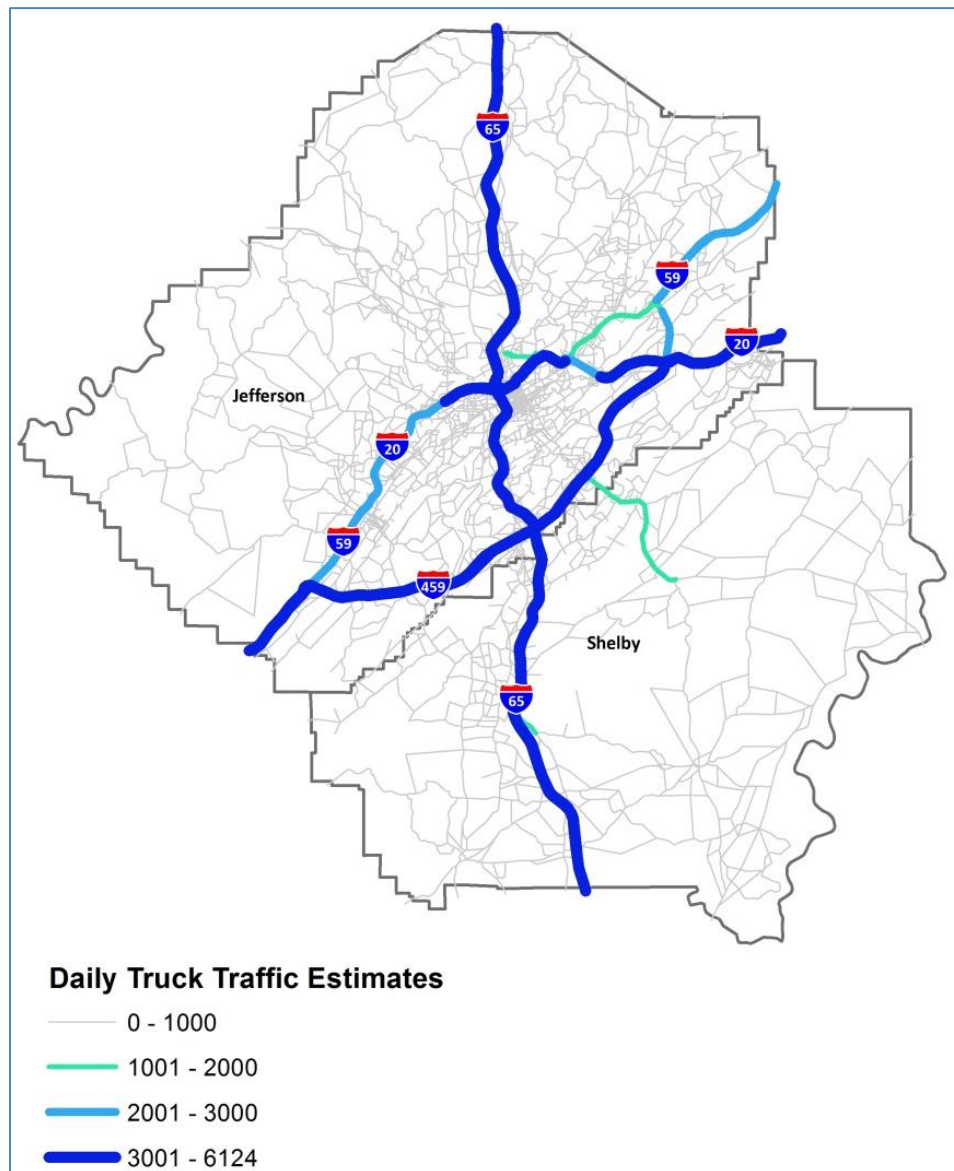 65
59
20
Jefferson
20
59
459
Shelby
65
Daily Truck Traffic Estimates
0 - 1000
1001 - 2000
2001 - 3000
3001 - 6124